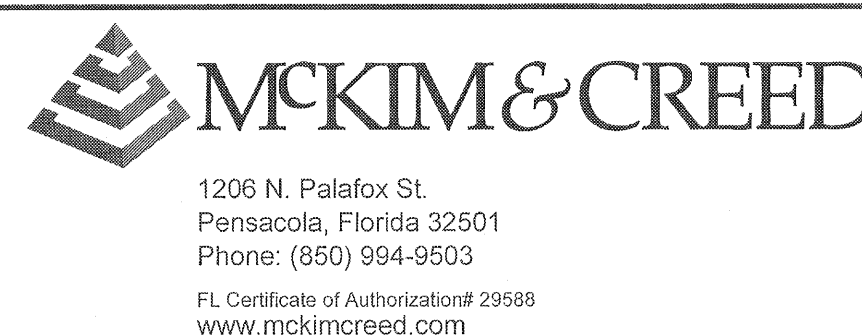 McKIM & CREED
1206 N. Palafox St.
Pensacola, Florida 32501
Phone: (850) 994-9503
FL Certificate of Authorization# 29588
www.mckimcreed.com